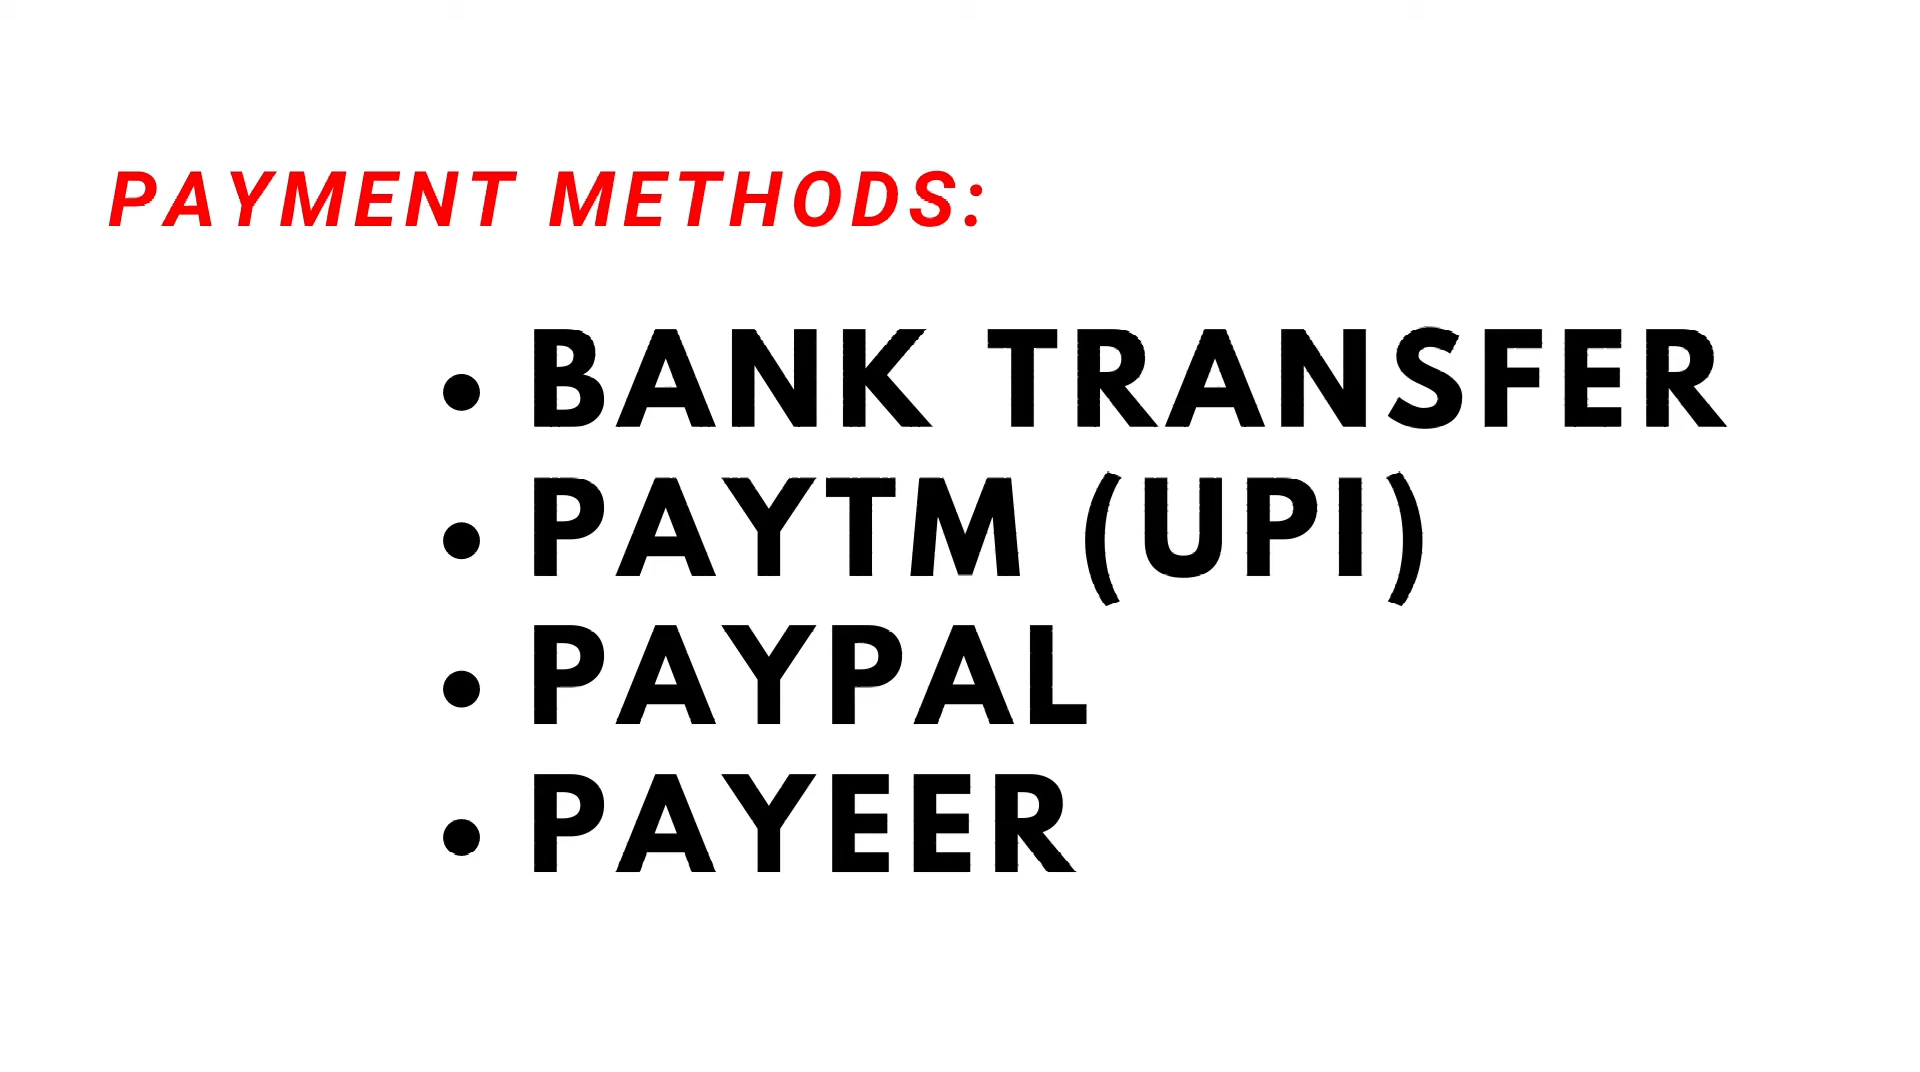 PAYMENT METHODS:
• BANK TRANSFER
• PAYTM (UPI)
• PAYPAL
• PAYEER